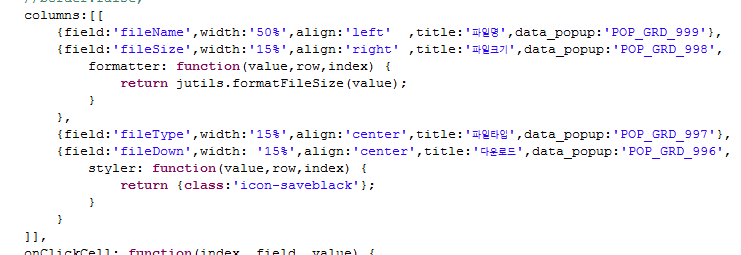 //border:false,
columns:[[
{field:'fileName',width:'50%',align:'left'  ,title:'파일명',data_popup:'POP_GRD_999'},
{field:'fileSize',width:'15%',align:'right' ,title:'파일크기',data_popup:'POP_GRD_998',
formatter: function(value,row,index) {
return jutils.formatFileSize(value);
}
},
{field:'fileType',width:'15%',align:'center',title:'파일타입',data_popup:'POP_GRD_997'},
{field:'fileDown',width: '15%',align:'center',title:'다운로드',data_popup:'POP_GRD_996',
styler: function(value,row,index) {
return {class:'icon-saveblack'};
}
}
]],
onClickCell: function(index, field, value) {